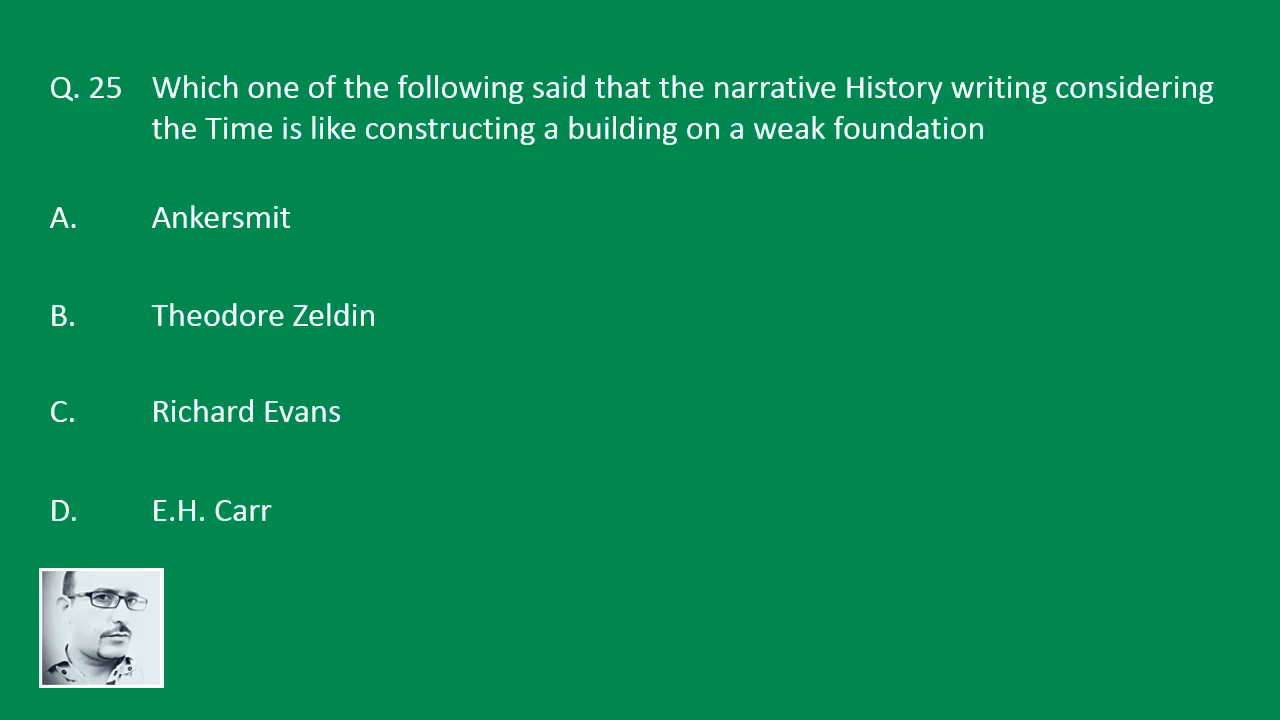 Q. 25 Which one of the following said that the narrative History writing considering
the Time is like constructing a building on a weak foundation
A. Ankersmit
B. Theodore Zeldin
C. Richard Evans
D. E.H. Carr